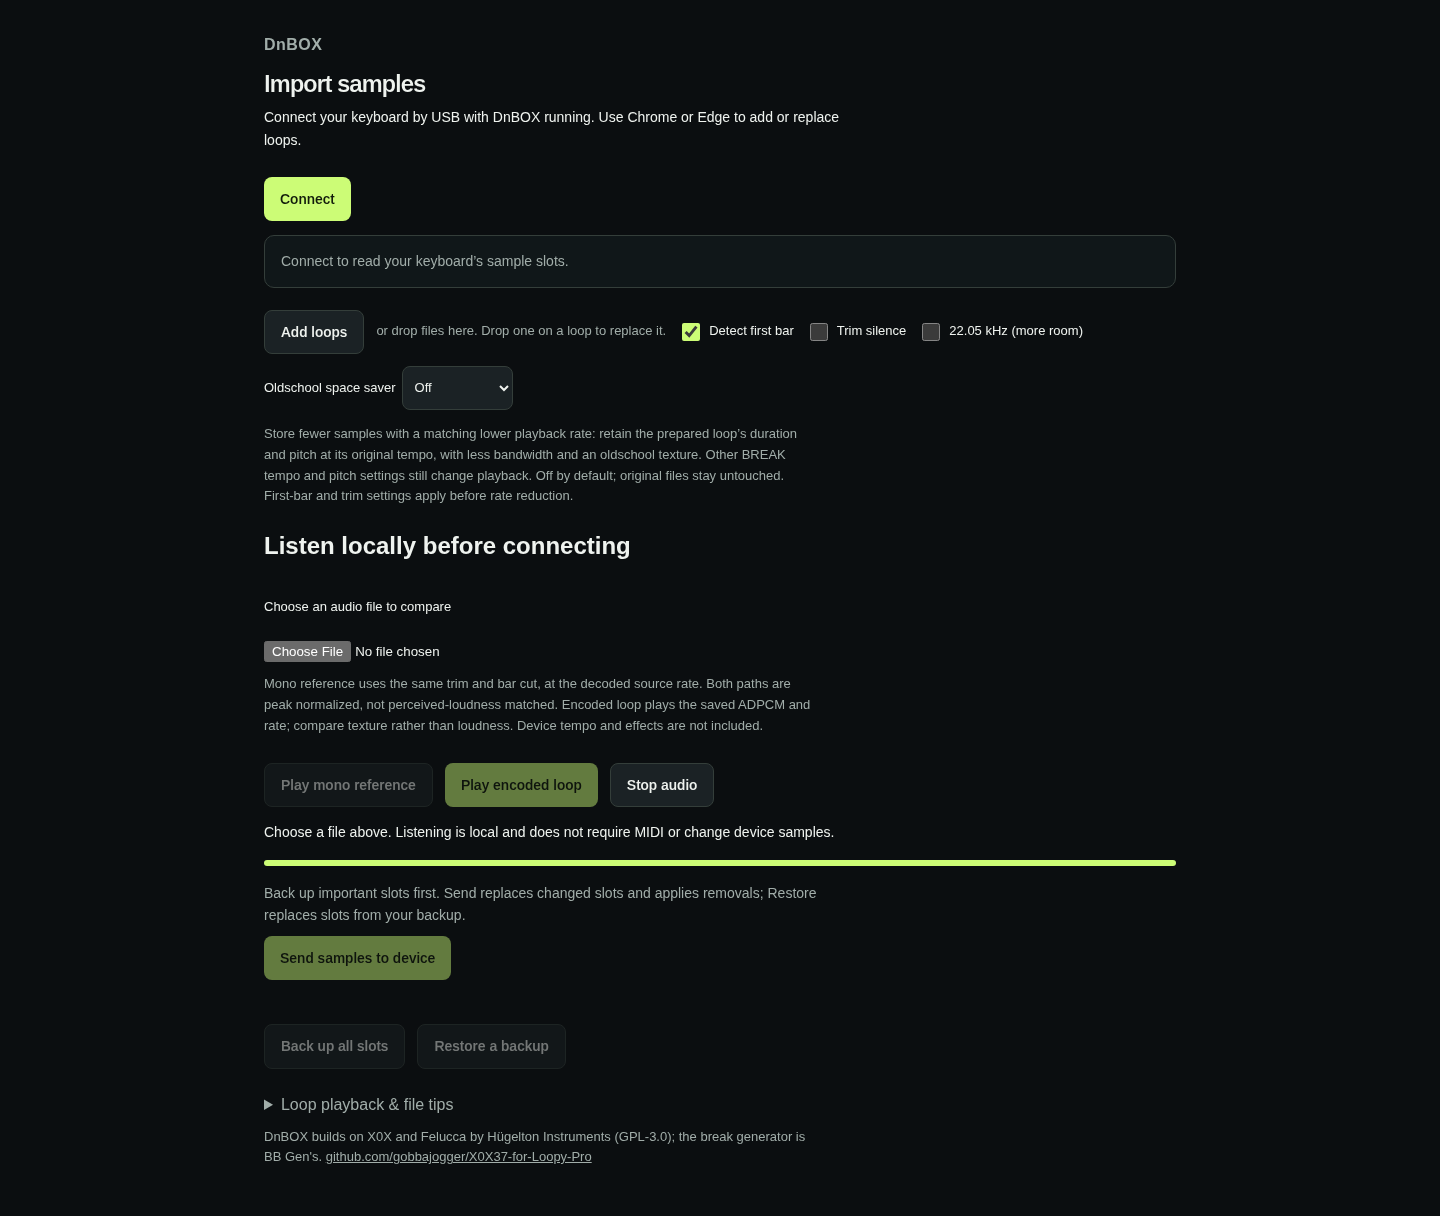 DnBOX
Import samples
Connect your keyboard by USB with DnBOX running. Use Chrome or Edge to add or replace
loops.
Connect
Connect to read your keyboard’s sample slots.
Add loops or drop files here. Drop one on a loop to replace it. Detect first bar Trim silence 22.05 kHz (more room)
Oldschool space saver Off
Store fewer samples with a matching lower playback rate: retain the prepared loop’s duration
and pitch at its original tempo, with less bandwidth and an oldschool texture. Other BREAK
tempo and pitch settings still change playback. Off by default; original files stay untouched.
First-bar and trim settings apply before rate reduction.
Listen locally before connecting
Choose an audio file to compare
Choose File No file chosen
Mono reference uses the same trim and bar cut, at the decoded source rate. Both paths are
peak normalized, not perceived-loudness matched. Encoded loop plays the saved ADPCM and
rate; compare texture rather than loudness. Device tempo and effects are not included.
Play mono reference Play encoded loop Stop audio
Choose a file above. Listening is local and does not require MIDI or change device samples.
Back up important slots first. Send replaces changed slots and applies removals; Restore
replaces slots from your backup.
Send samples to device
Back up all slots Restore a backup
Loop playback & file tips
DnBOX builds on X0X and Felucca by Hügelton Instruments (GPL-3.0); the break generator is
BB Gen's. github.com/gobbajogger/X0X37-for-Loopy-Pro